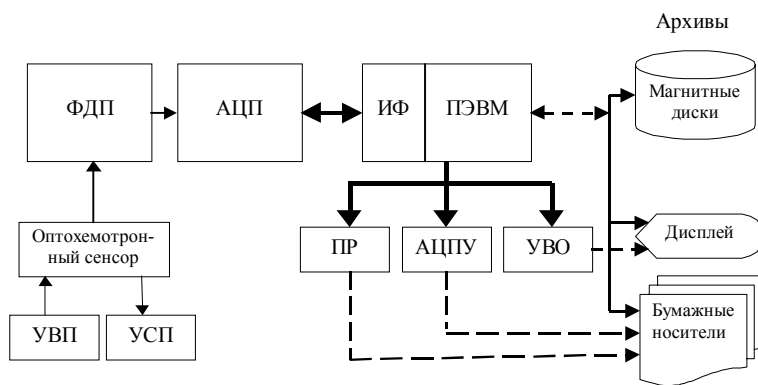 Архивы
ФДП
АЦП
ИФ
ПЭВМ
Магнитные
диски
Оптохемотрон-
ный сенсор
ПР
АЦПУ
УВО
Дисплей
УВП
УСП
Бумажные
носители